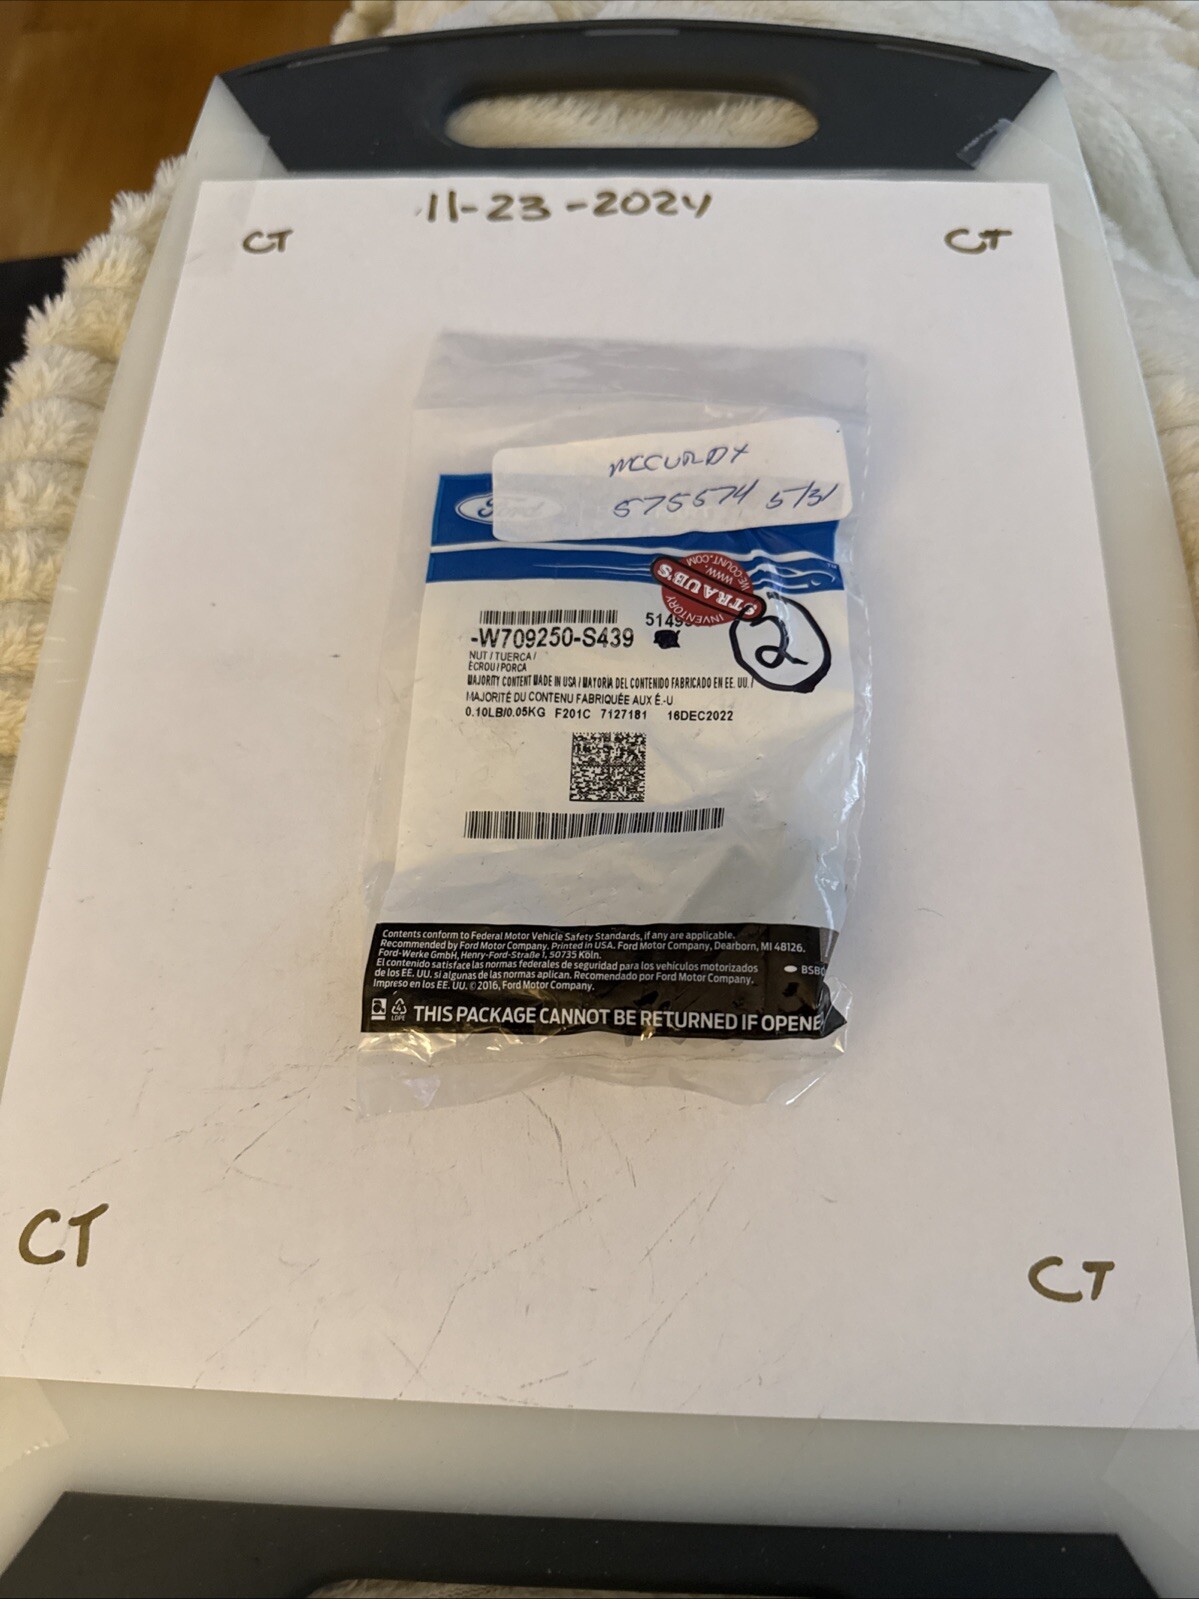 11-23-2024
CT
CT
MCCURDY
575574 5/31
Ford
INVENTORY
STRAUB'S
WWW.
WECOUNT.COM
5149
-W709250-S439
2
NUT/TUERCA/
ÉCROU/PORCA
MAJORITY CONTENT MADE IN USA / MAYORÍA DEL CONTENIDO FABRICADO EN EE. UU. /
MAJORITÉ DU CONTENU FABRIQUÉE AUX É.-U
0.10LB/0.05KG F201C 7127181 16DEC2022
Contents conform to Federal Motor Vehicle Safety Standards, if any are applicable.
Recommended by Ford Motor Company. Printed in USA. Ford Motor Company, Dearborn, MI 48126.
Ford-Werke GmbH, Henry-Ford-Straße 1, 50735 Köln.
El contenido satisface las normas federales de seguridad para los vehículos motorizados
de los EE. UU. si algunas de las normas aplican. Recomendado por Ford Motor Company.
Impreso en los EE. UU. © 2016, Ford Motor Company.
4
LDPE
THIS PACKAGE CANNOT BE RETURNED IF OPENE
CT
CT